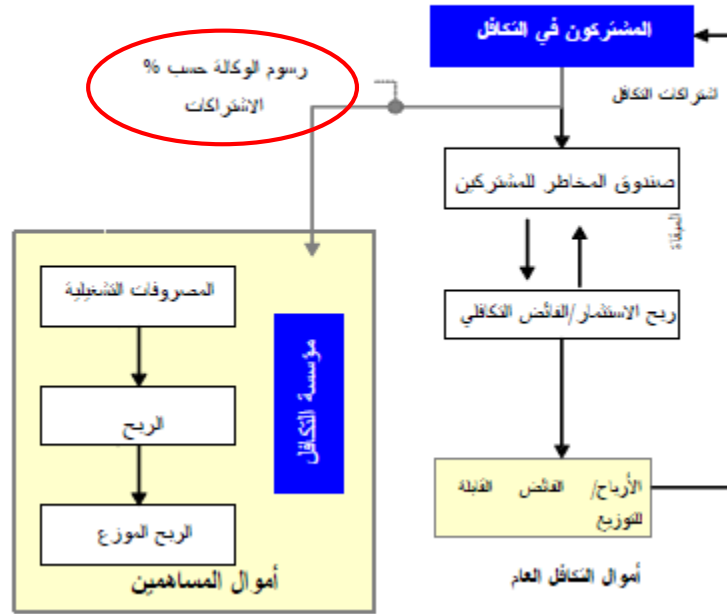 المشتركون في التكافل
رسوم الوكالة حسب %
الاشتراكات
اشتراكات التكافل
صندوق المخاطر للمشتركين
المبقاة
ربح الاستثمار/الفائض التكافلي
الأرباح/ الفائض القابلة
للتوزيع
أموال التكافل العام
المصروفات التشغيلية
مؤسسة التكافل
الربح
الربح الموزع
أموال المساهمين